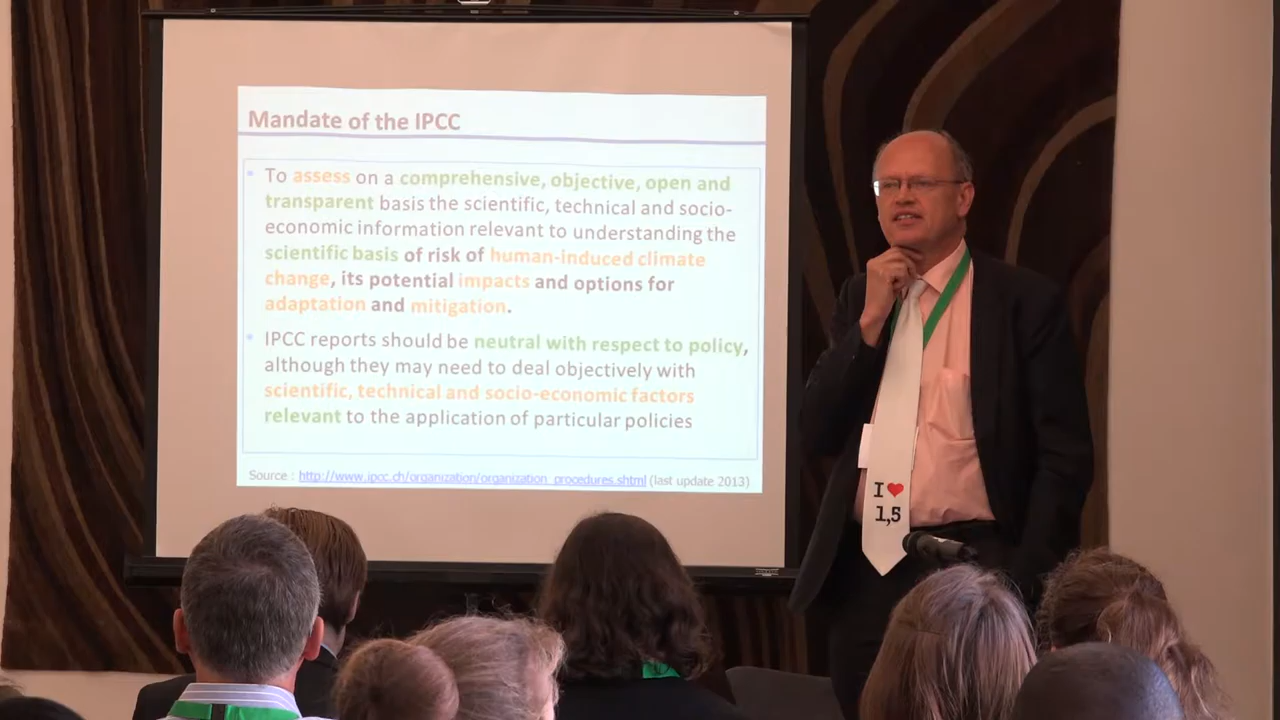 Mandate of the IPCC
• To assess on a comprehensive, objective, open and
transparent basis the scientific, technical and socio-
economic information relevant to understanding the
scientific basis of risk of human-induced climate
change, its potential impacts and options for
adaptation and mitigation.
• IPCC reports should be neutral with respect to policy,
although they may need to deal objectively with
scientific, technical and socio-economic factors
relevant to the application of particular policies
Source : http://www.ipcc.ch/organization/organization_procedures.shtml (last update 2013)
I ❤
1,5